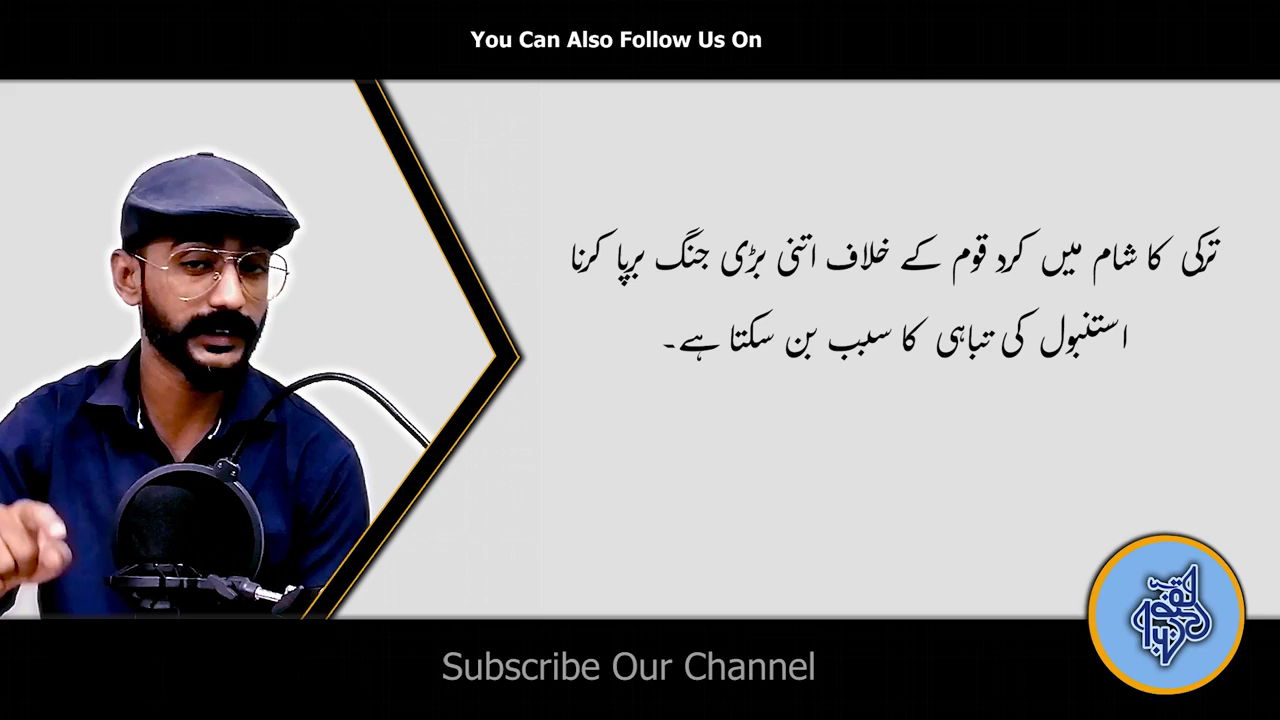 You Can Also Follow Us On
ترکی کا شام میں کرد قوم کے خلاف اتنی بڑی جنگ برپا کرنا
استنبول کی تباہی کا سبب بن سکتا ہے۔
Subscribe Our Channel